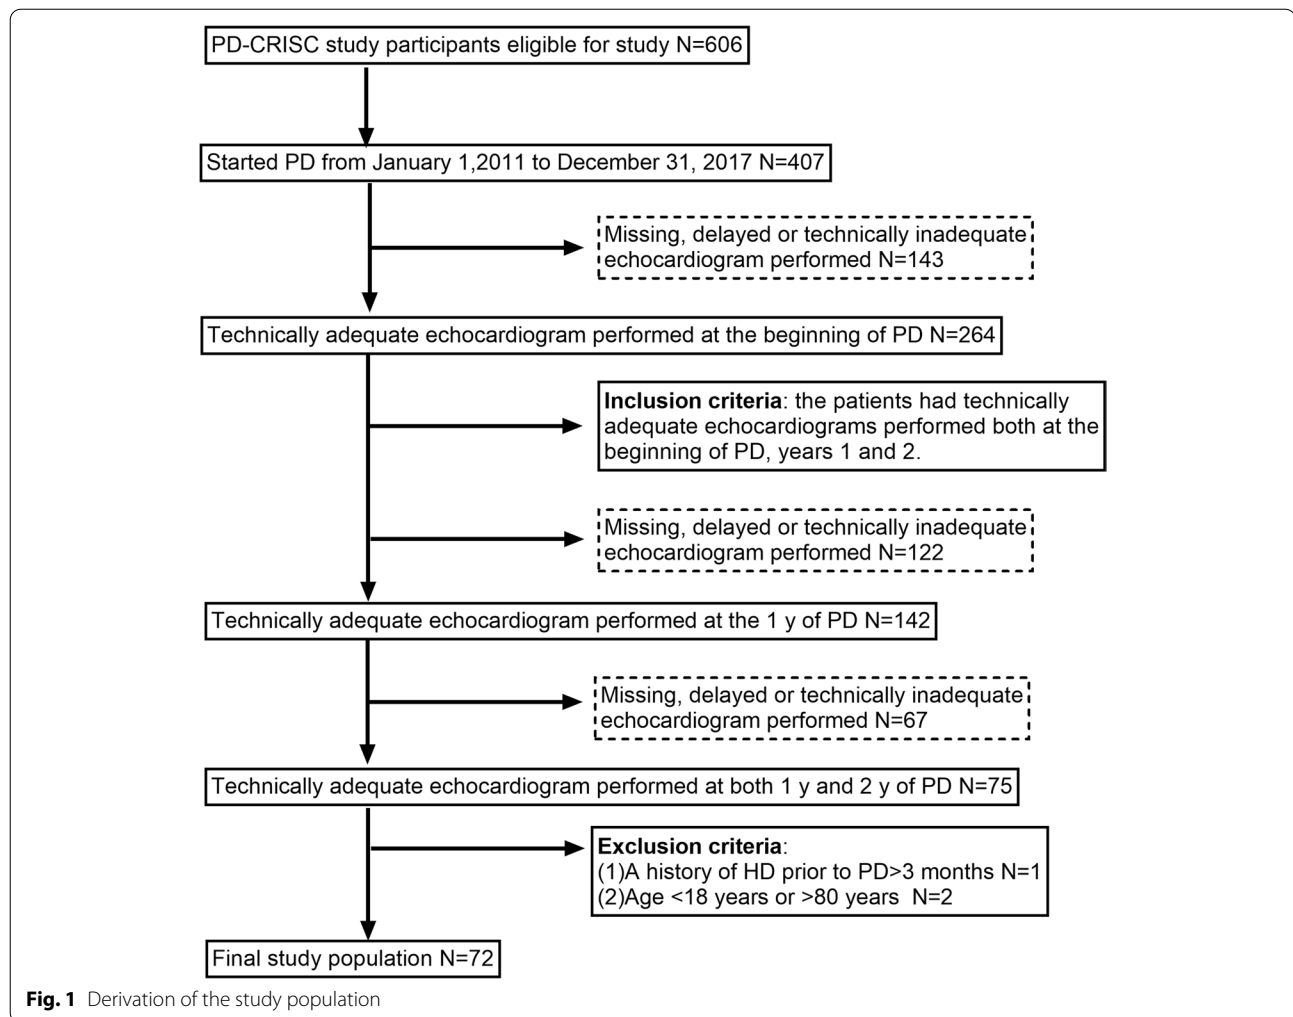 PD-CRISC study participants eligible for study N=606
Started PD from January 1,2011 to December 31, 2017 N=407
Missing, delayed or technically inadequate
echocardiogram performed N=143
Technically adequate echocardiogram performed at the beginning of PD N=264
Inclusion criteria: the patients had technically
adequate echocardiograms performed both at the
beginning of PD, years 1 and 2.
Missing, delayed or technically inadequate
echocardiogram performed N=122
Technically adequate echocardiogram performed at the 1 y of PD N=142
Missing, delayed or technically inadequate
echocardiogram performed N=67
Technically adequate echocardiogram performed at both 1 y and 2 y of PD N=75
Exclusion criteria:
(1)A history of HD prior to PD>3 months N=1
(2)Age <18 years or >80 years N=2
Final study population N=72
Fig. 1 Derivation of the study population